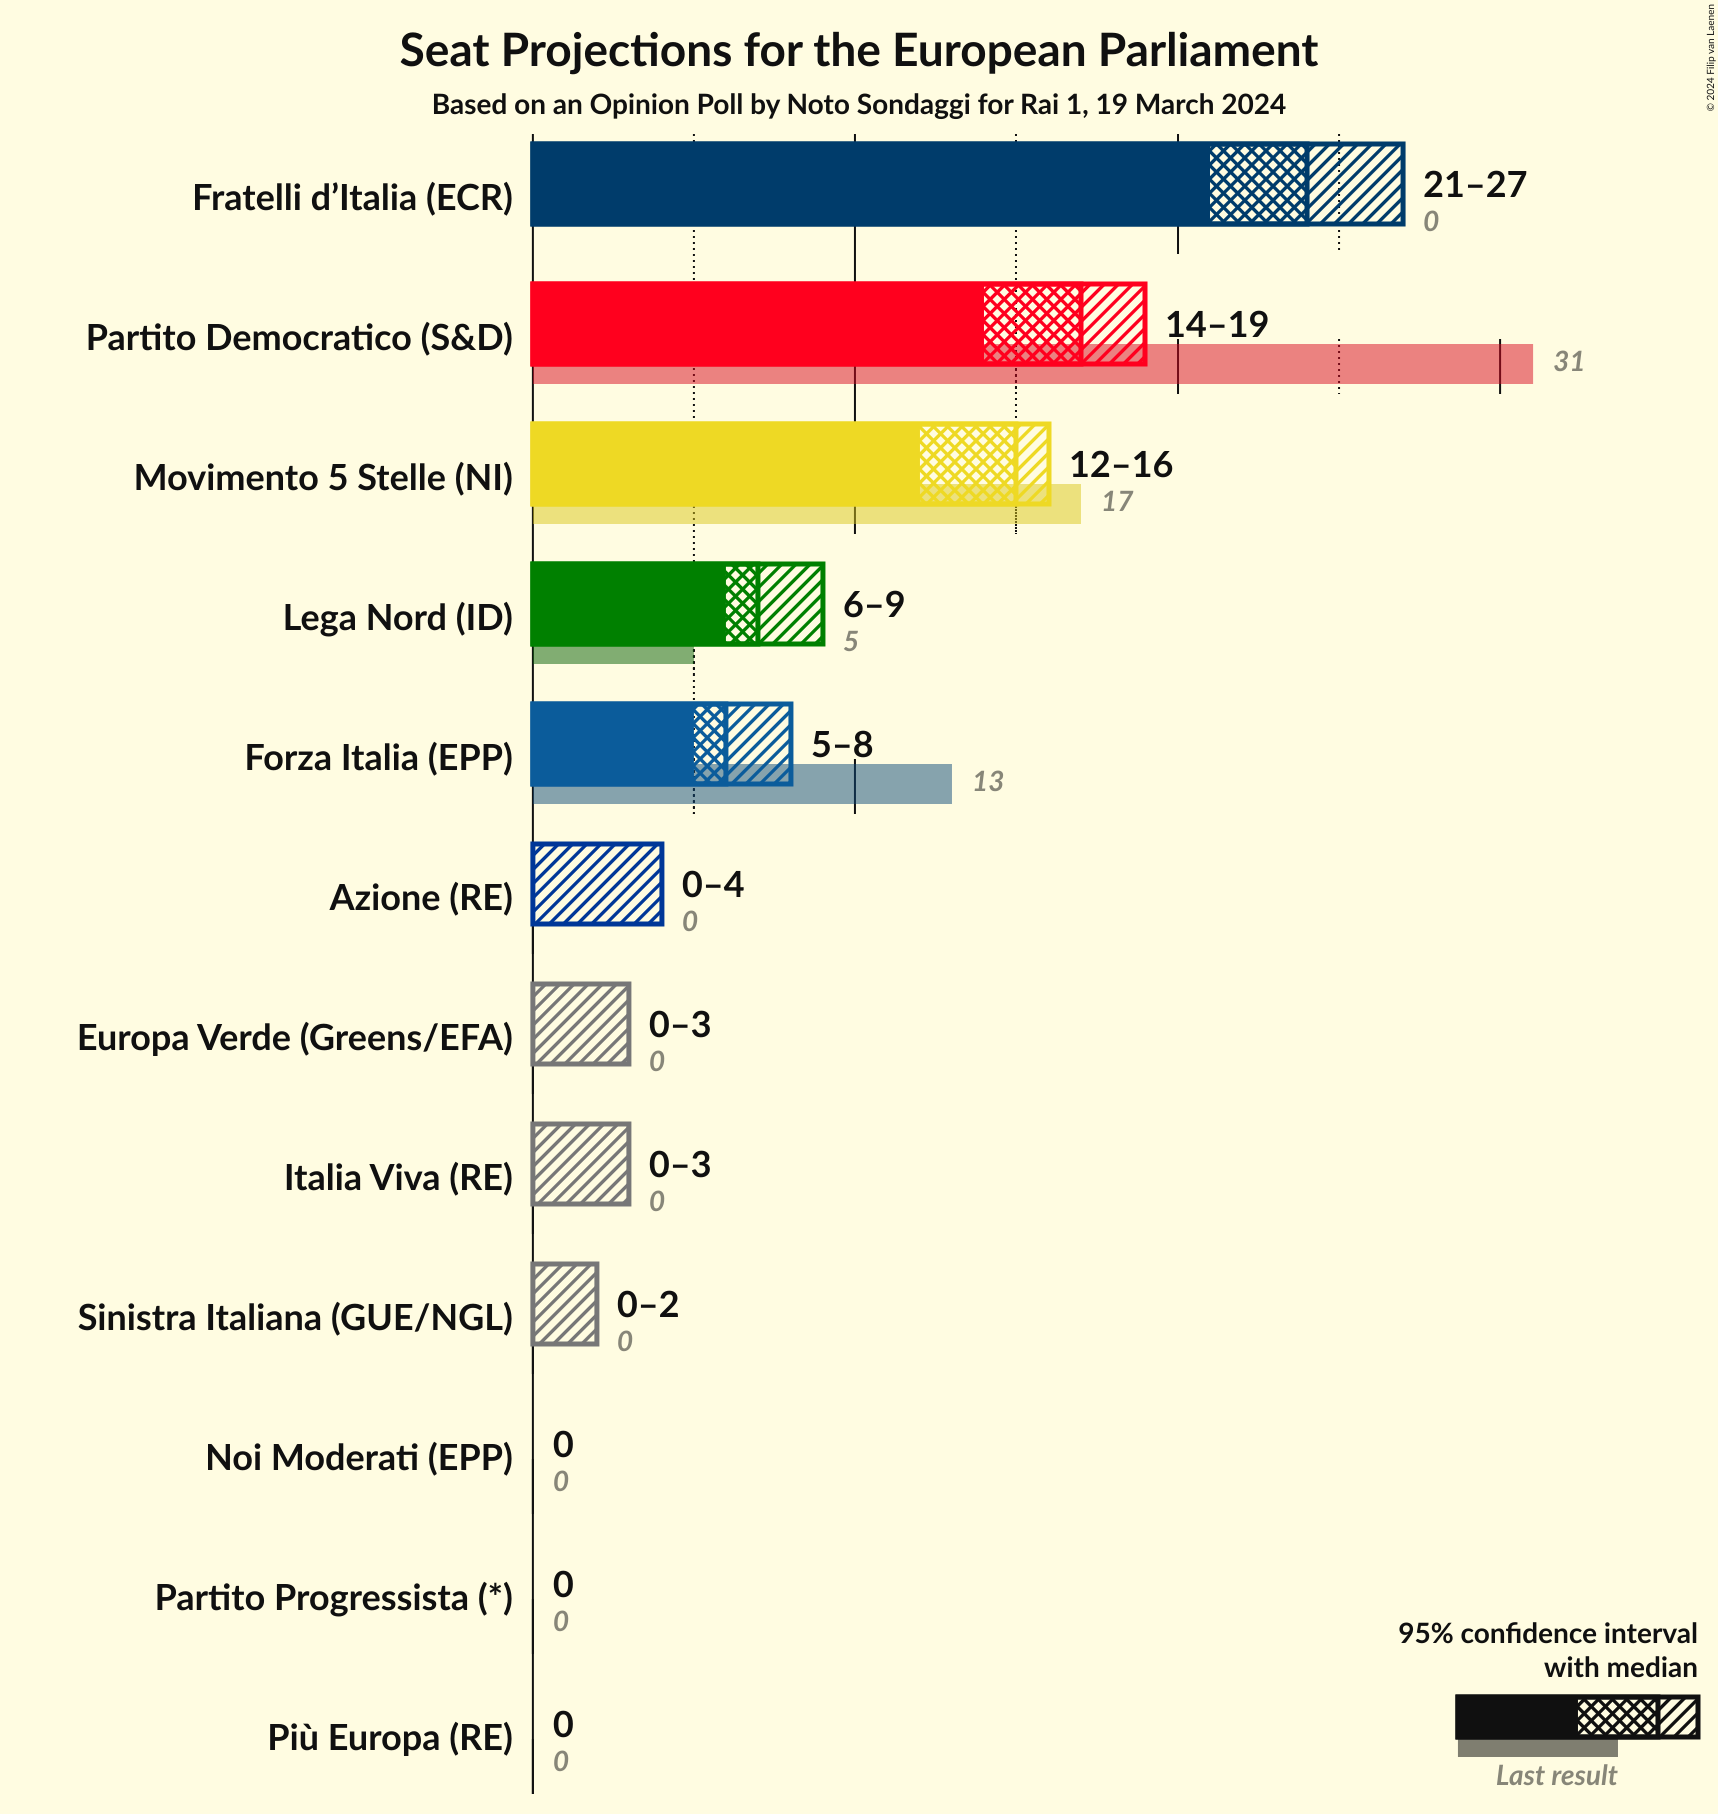 Seat Projections for the European Parliament
Based on an Opinion Poll by Noto Sondaggi for Rai 1, 19 March 2024
© 2024 Filip van Laenen
Fratelli d’Italia (ECR)
21–27
0
Partito Democratico (S&D)
14–19
31
Movimento 5 Stelle (NI)
12–16
17
Lega Nord (ID)
6–9
5
Forza Italia (EPP)
5–8
13
Azione (RE)
0–4
0
Europa Verde (Greens/EFA)
0–3
0
Italia Viva (RE)
0–3
0
Sinistra Italiana (GUE/NGL)
0–2
0
Noi Moderati (EPP)
0
0
Partito Progressista (*)
0
0
Più Europa (RE)
0
0
95% confidence interval
with median
Last result